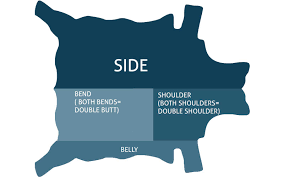 SIDE
BEND
( BOTH BENDS=
DOUBLE BUTT)
SHOULDER
(BOTH SHOULDERS=
DOUBLE SHOULDER)
BELLY